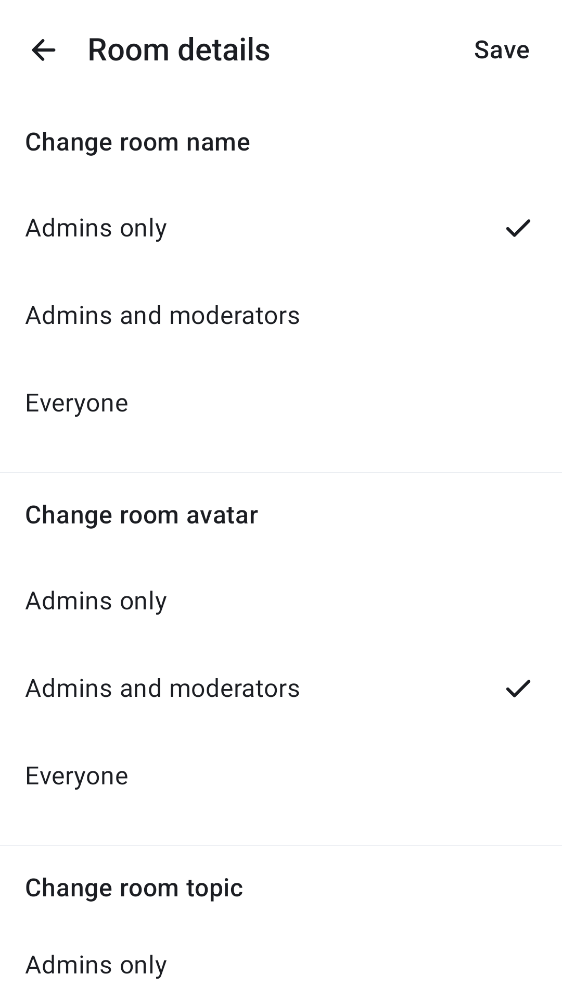 Room details
Save
Change room name
Admins only
Admins and moderators
Everyone
Change room avatar
Admins only
Admins and moderators
Everyone
Change room topic
Admins only